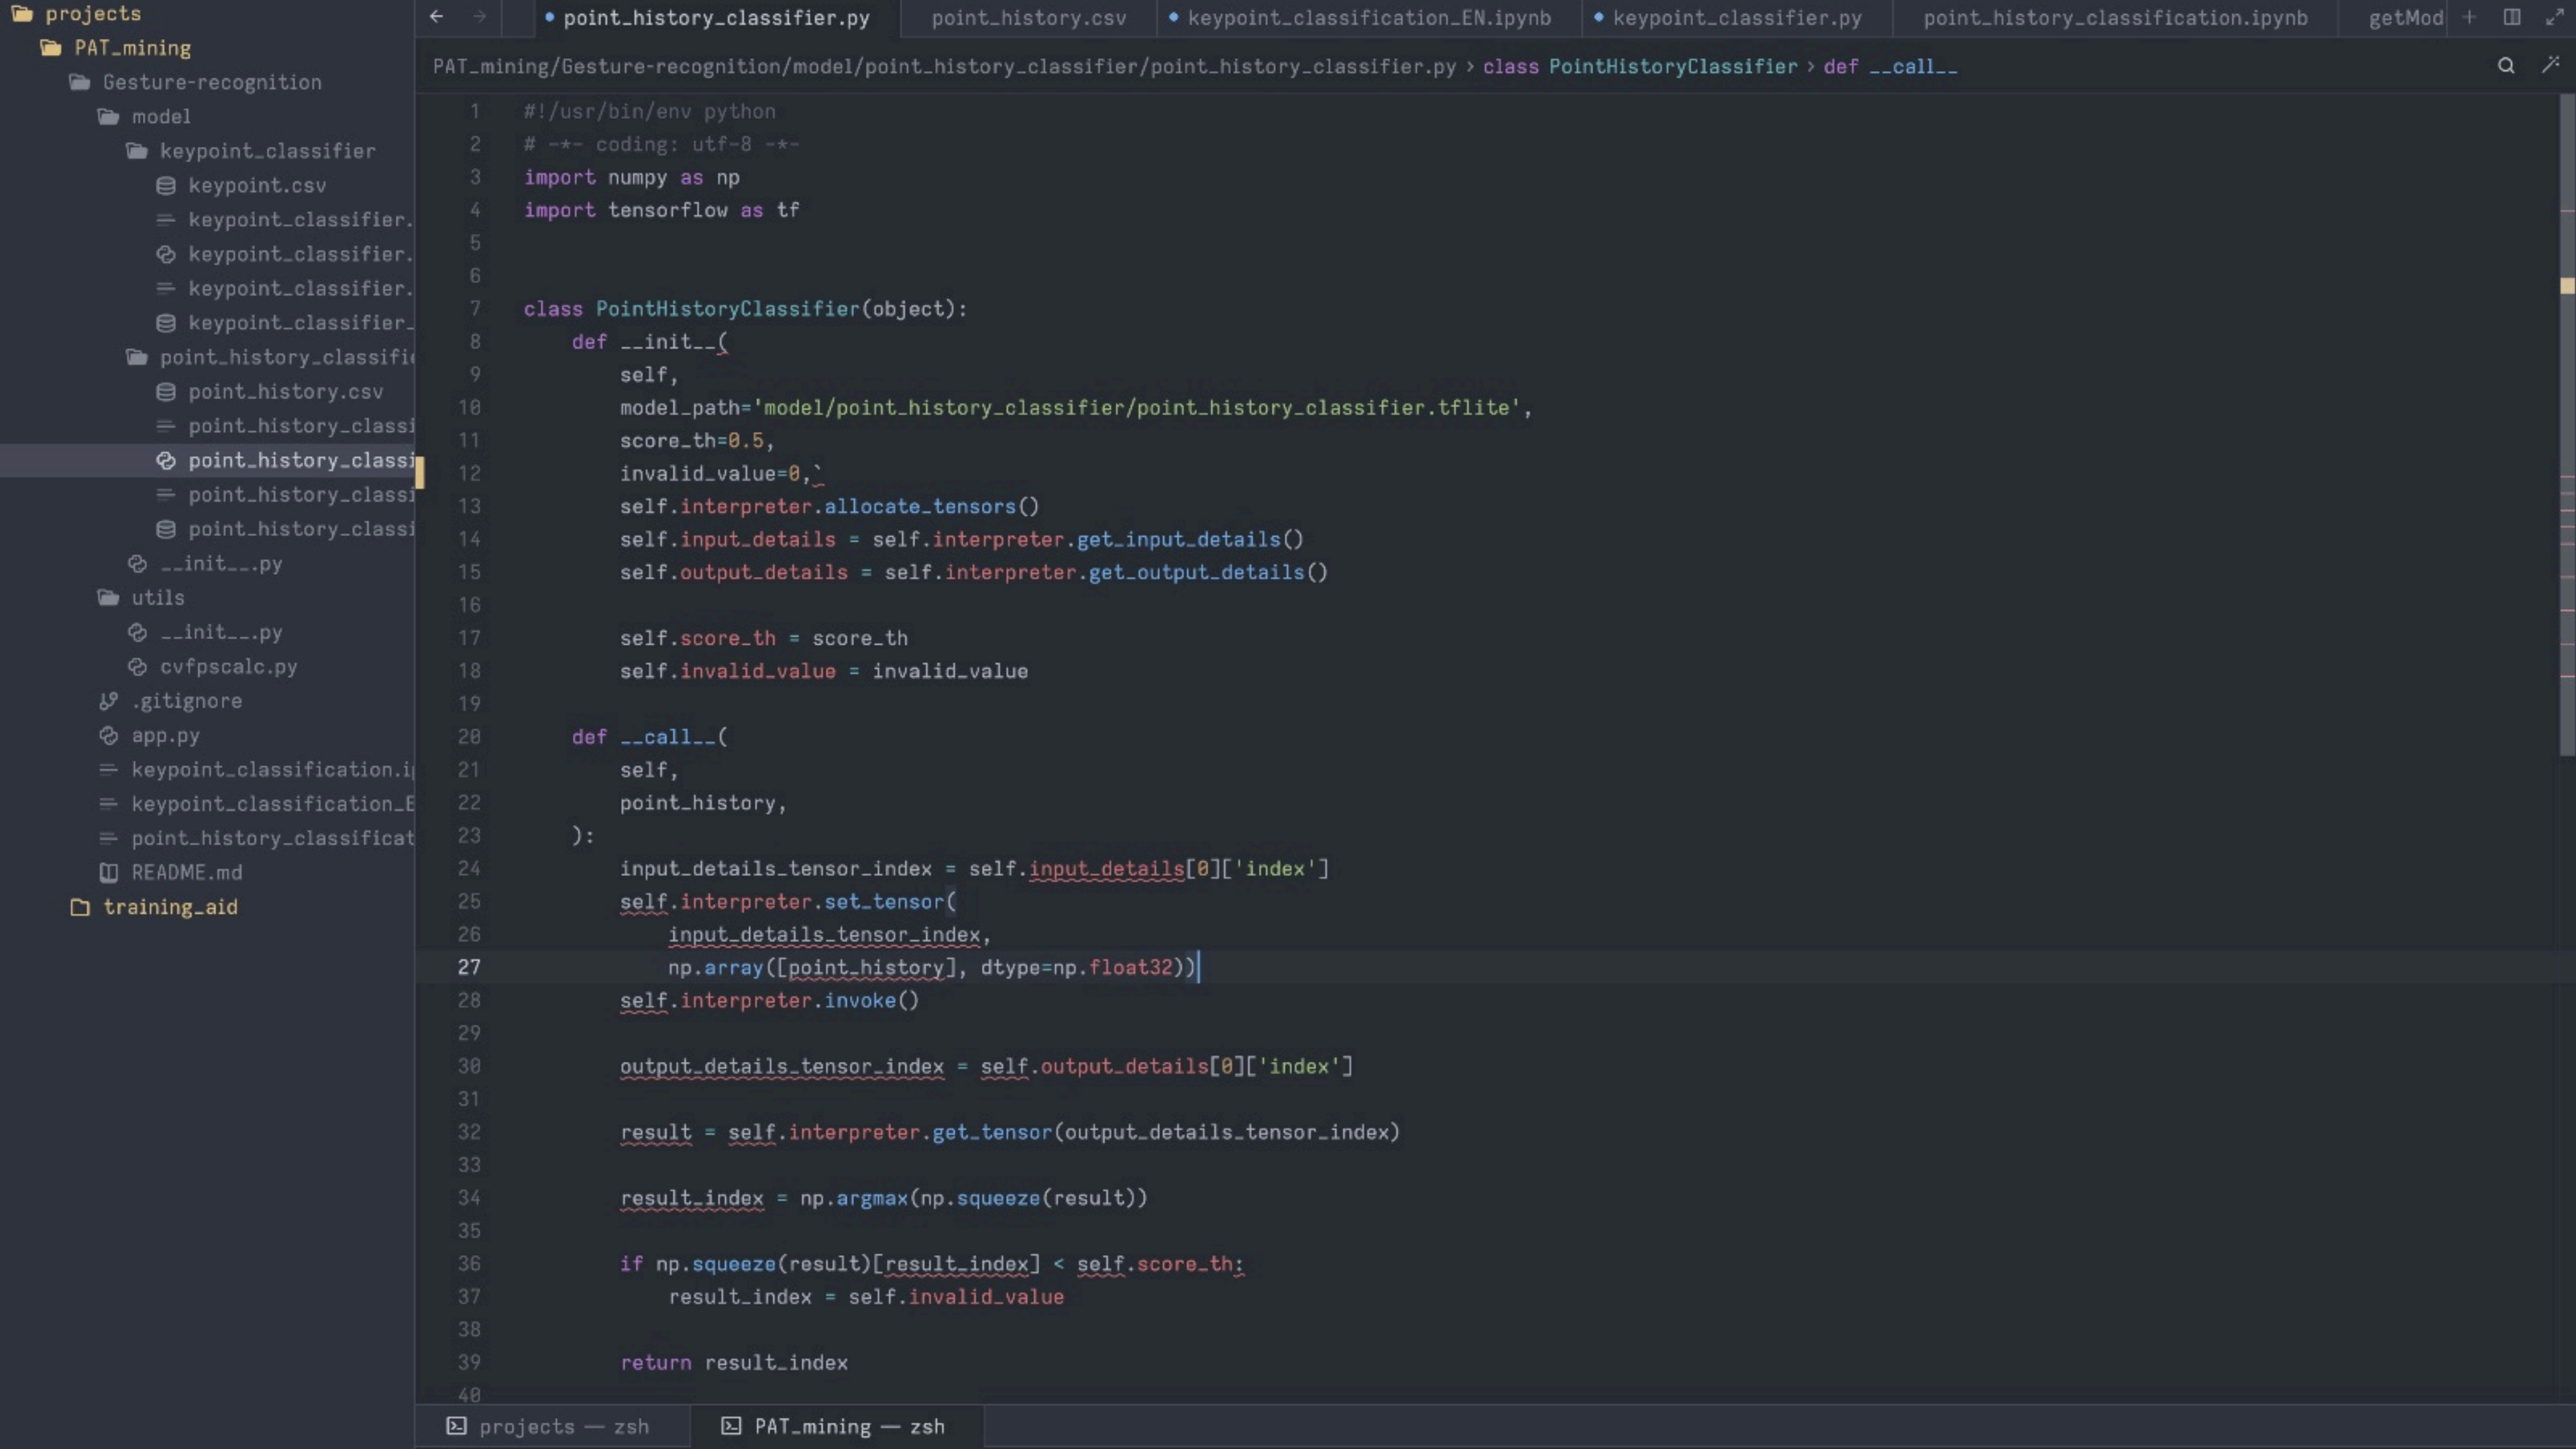 projects
PAT_mining
Gesture-recognition
model
keypoint_classifier
keypoint.csv
keypoint_classifier.
keypoint_classifier.
keypoint_classifier.
keypoint_classifier_
point_history_classifie
point_history.csv
point_history_classi
point_history_classi
point_history_classi
point_history_classi
__init__.py
utils
__init__.py
cvfpscalc.py
.gitignore
app.py
keypoint_classification.i
keypoint_classification_E
point_history_classificat
README.md
training_aid
point_history_classifier.py point_history.csv keypoint_classification_EN.ipynb keypoint_classifier.py point_history_classification.ipynb getMod
PAT_mining/Gesture-recognition/model/point_history_classifier/point_history_classifier.py > class PointHistoryClassifier > def __call__
1 #!/usr/bin/env python
2 # -*- coding: utf-8 -*-
3 import numpy as np
4 import tensorflow as tf
5
6
7 class PointHistoryClassifier(object):
8 def __init__(
9 self,
10 model_path='model/point_history_classifier/point_history_classifier.tflite',
11 score_th=0.5,
12 invalid_value=0,`
13 self.interpreter.allocate_tensors()
14 self.input_details = self.interpreter.get_input_details()
15 self.output_details = self.interpreter.get_output_details()
16
17 self.score_th = score_th
18 self.invalid_value = invalid_value
19
20 def __call__(
21 self,
22 point_history,
23 ):
24 input_details_tensor_index = self.input_details[0]['index']
25 self.interpreter.set_tensor(
26 input_details_tensor_index,
27 np.array([point_history], dtype=np.float32))
28 self.interpreter.invoke()
29
30 output_details_tensor_index = self.output_details[0]['index']
31
32 result = self.interpreter.get_tensor(output_details_tensor_index)
33
34 result_index = np.argmax(np.squeeze(result))
35
36 if np.squeeze(result)[result_index] < self.score_th:
37 result_index = self.invalid_value
38
39 return result_index
40
projects — zsh PAT_mining — zsh